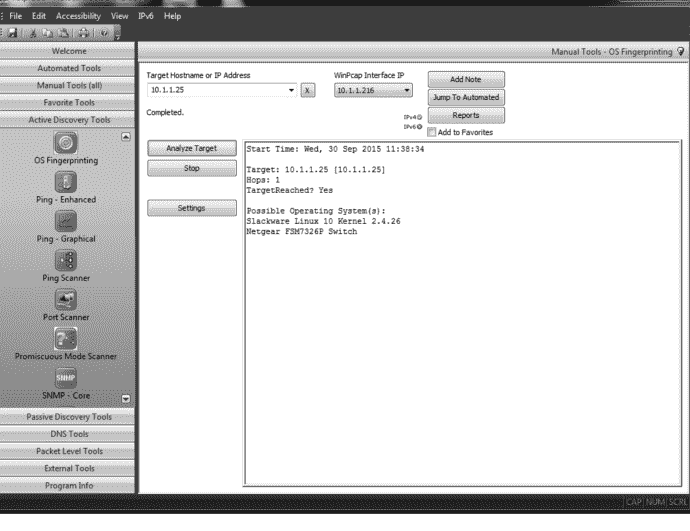 File Edit Accessibility View IPv6 Help
Welcome
Automated Tools
Manual Tools (all)
Favorite Tools
Active Discovery Tools
OS Fingerprinting
Ping - Enhanced
Ping - Graphical
Ping Scanner
Port Scanner
Promiscuous Mode Scanner
SNMP
SNMP - Core
Passive Discovery Tools
DNS Tools
Packet Level Tools
External Tools
Program Info
Manual Tools - OS Fingerprinting
Target Hostname or IP Address
10.1.1.25
X
WinPcap Interface IP
10.1.1.216
Add Note
Jump To Automated
Reports
Completed.
IPv4
IPv6
Add to Favorites
Analyze Target
Stop
Settings
Start Time: Wed, 30 Sep 2015 11:38:34
Target: 10.1.1.25 [10.1.1.25]
Hops: 1
TargetReached? Yes
Possible Operating System(s):
Slackware Linux 10 Kernel 2.4.26
Netgear FSM7326P Switch
CAP NUM SCRL